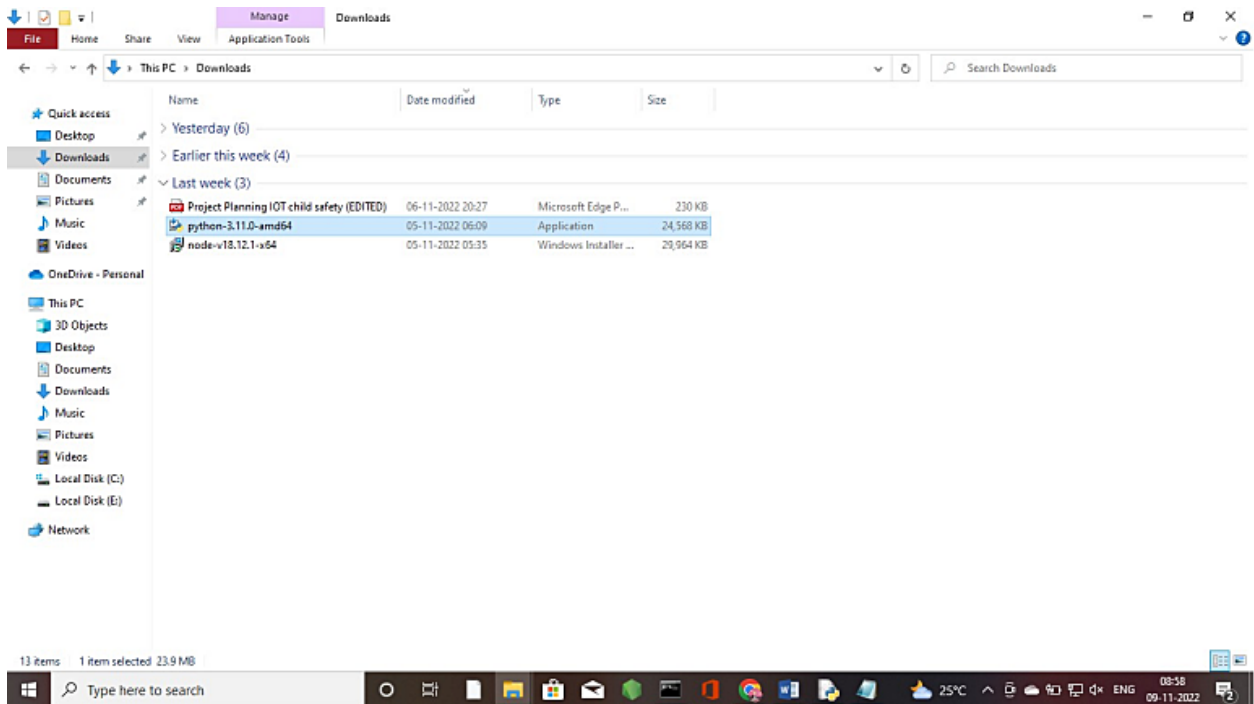 Manage Downloads
File Home Share View Application Tools
This PC > Downloads Search Downloads
Name Date modified Type Size
Quick access
Desktop
Downloads
Documents
Pictures
Music
Videos
OneDrive - Personal
This PC
3D Objects
Desktop
Documents
Downloads
Music
Pictures
Videos
Local Disk (C:)
Local Disk (E:)
Network
Yesterday (6)
Earlier this week (4)
Last week (3)
Project Planning IOT child safety (EDITED) 06-11-2022 20:27 Microsoft Edge P... 230 KB
python-3.11.0-amd64 05-11-2022 06:09 Application 24,568 KB
node-v18.12.1-x64 05-11-2022 05:35 Windows Installer ... 29,964 KB
13 items 1 item selected 23.9 MB
Type here to search 25°C ENG 08:58
09-11-2022